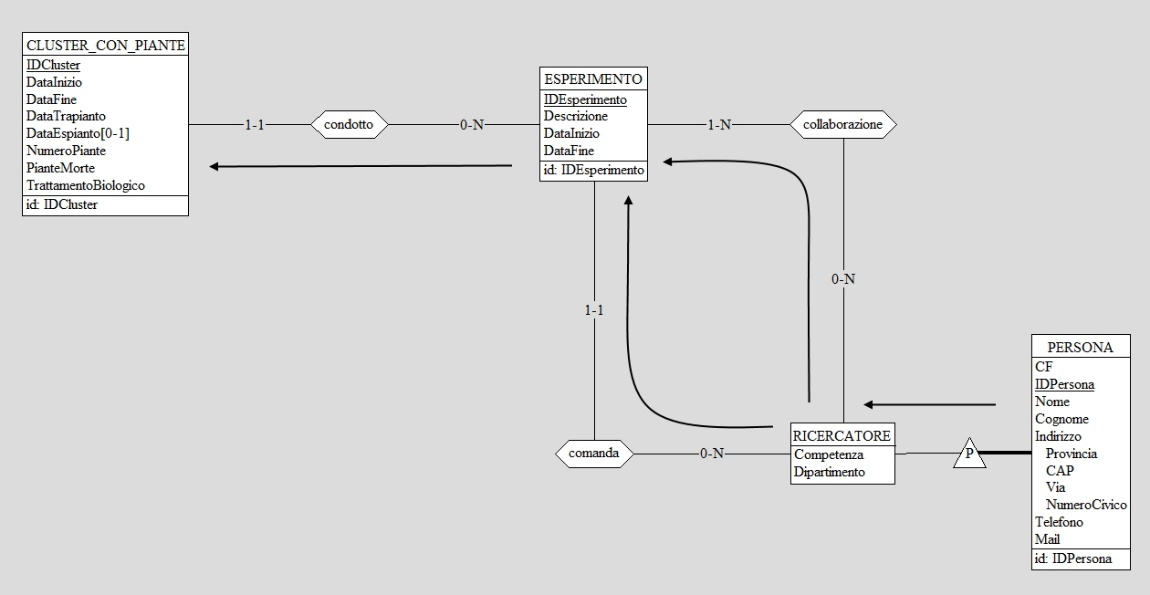 CLUSTER_CON_PIANTE
IDCluster
DataInizio
DataFine
DataTrapianto
DataEspianto[0-1]
NumeroPiante
PianteMorte
TrattamentoBiologico
id: IDCluster
1-1
condotto
0-N
ESPERIMENTO
IDEsperimento
Descrizione
DataInizio
DataFine
id: IDEsperimento
1-N
collaborazione
0-N
1-1
comanda
0-N
RICERCATORE
Competenza
Dipartimento
P
PERSONA
CF
IDPersona
Nome
Cognome
Indirizzo
Provincia
CAP
Via
NumeroCivico
Telefono
Mail
id: IDPersona